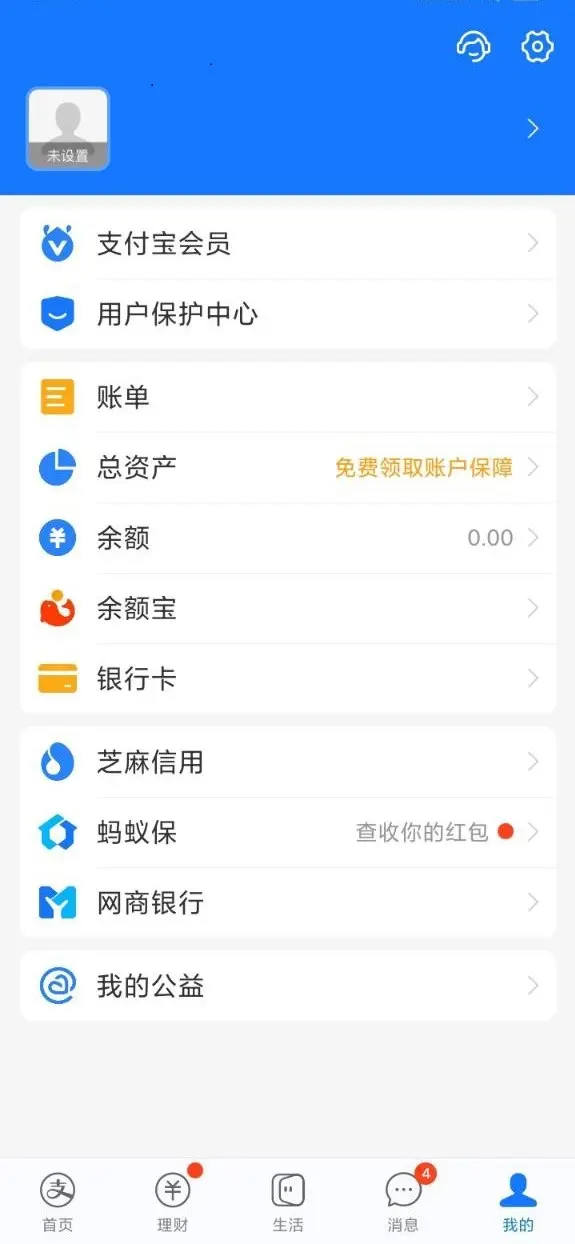 未设置
支付宝会员
用户保护中心
账单
总资产 免费领取账户保障
余额 0.00
余额宝
银行卡
芝麻信用
蚂蚁保 查收你的红包
网商银行
我的公益
4
首页 理财 生活 消息 我的